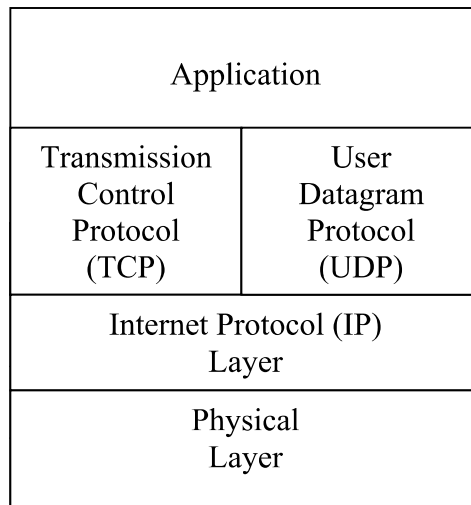 Application
Transmission
Control
Protocol
(TCP)
User
Datagram
Protocol
(UDP)
Internet Protocol (IP)
Layer
Physical
Layer